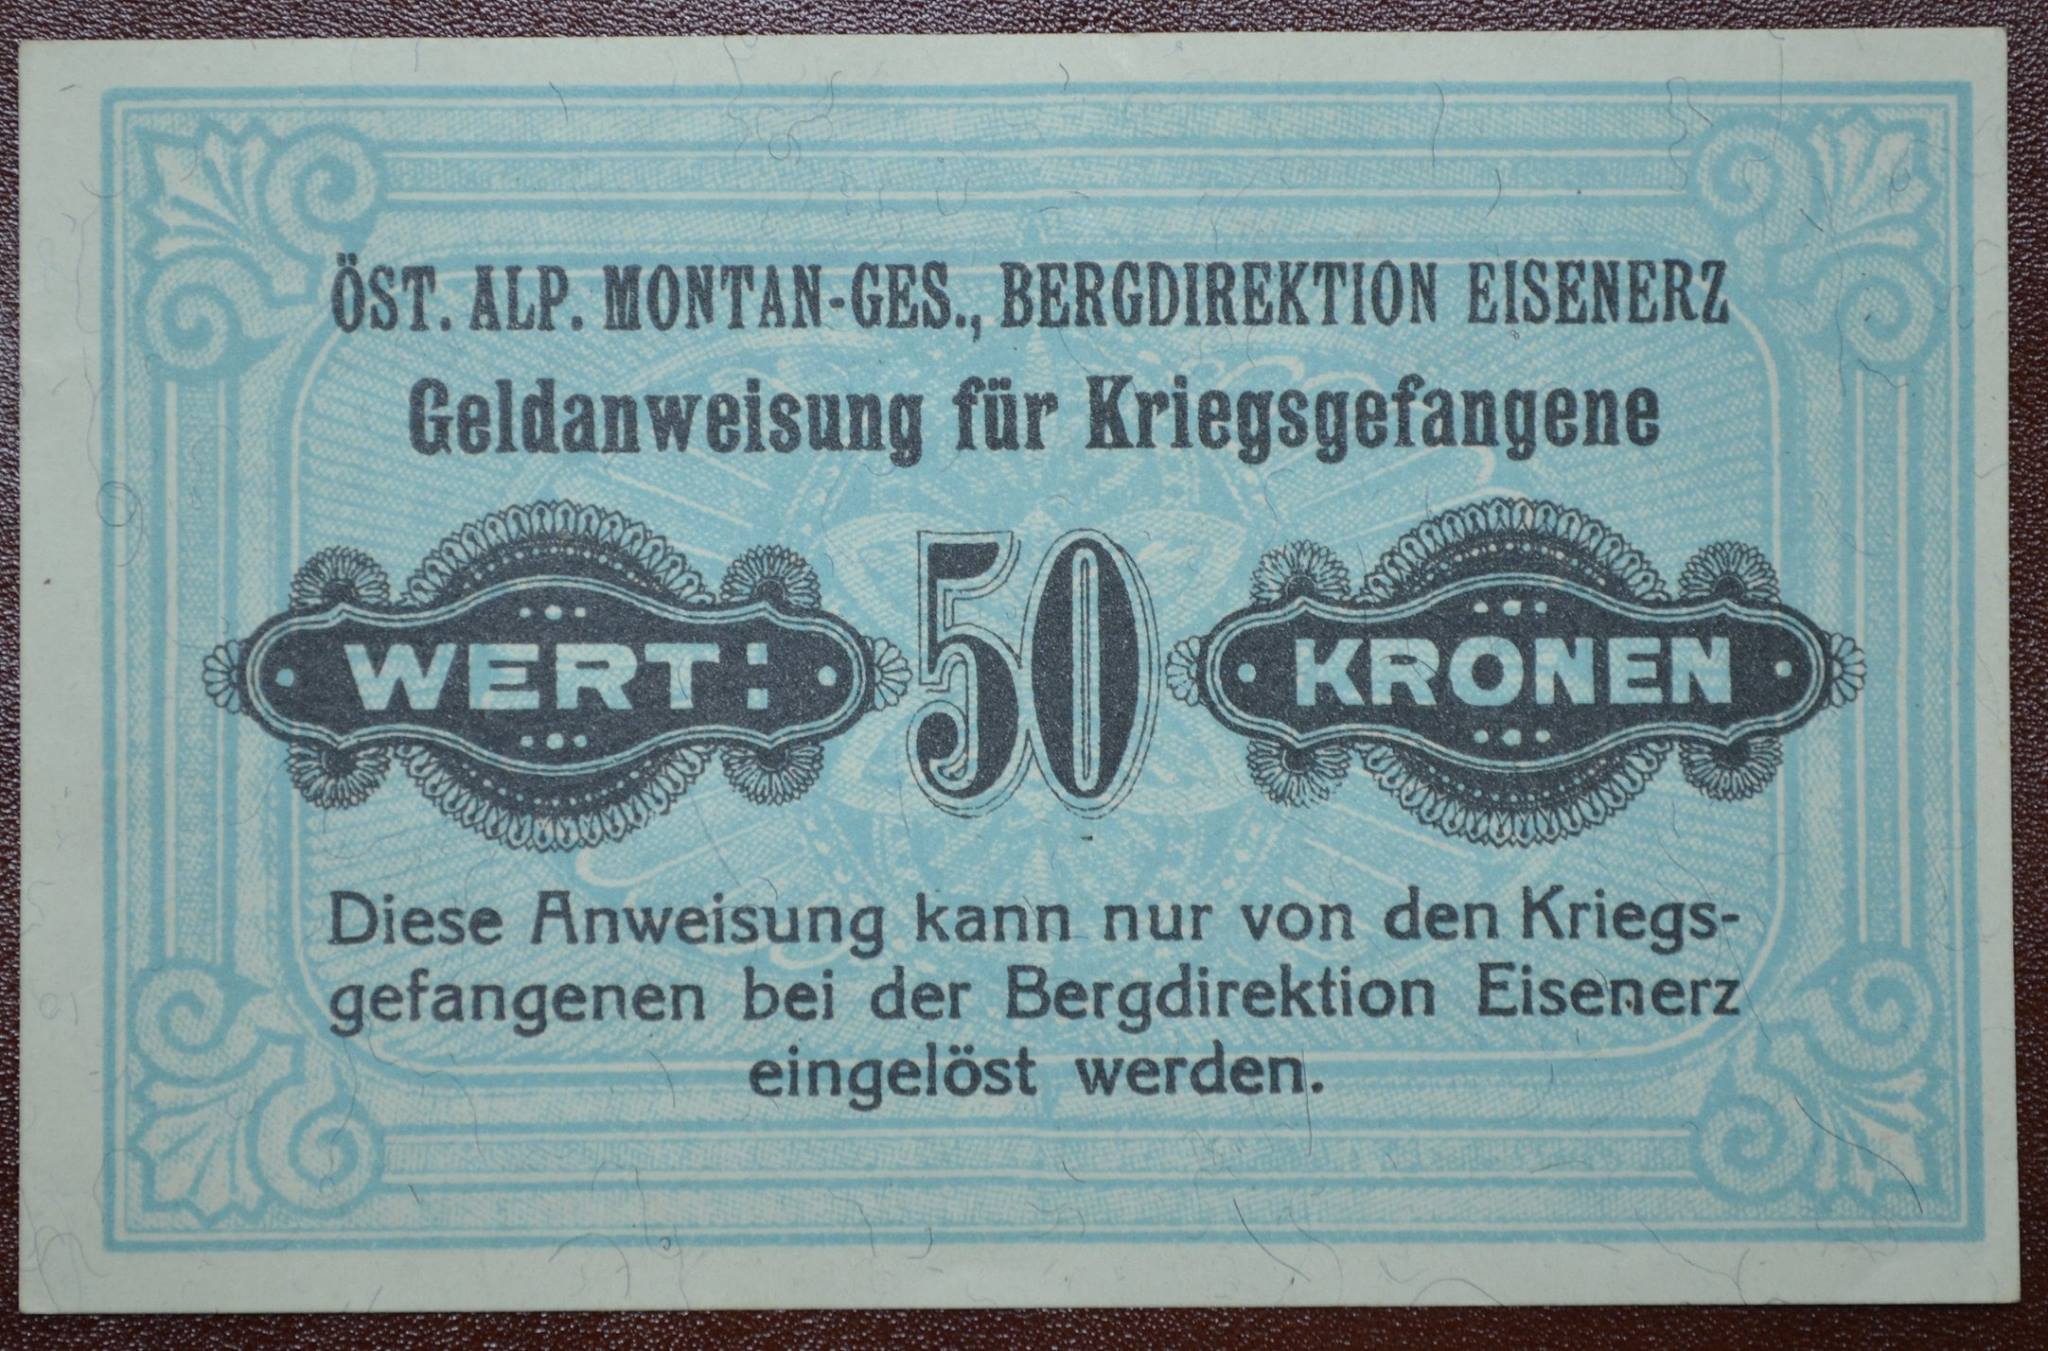 ÖST. ALP. MONTAN-GES., BERGDIREKTION EISENERZ
Geldanweisung für Kriegsgefangene
WERT: 50 KRONEN
Diese Anweisung kann nur von den Kriegs-
gefangenen bei der Bergdirektion Eisenerz
eingelöst werden.